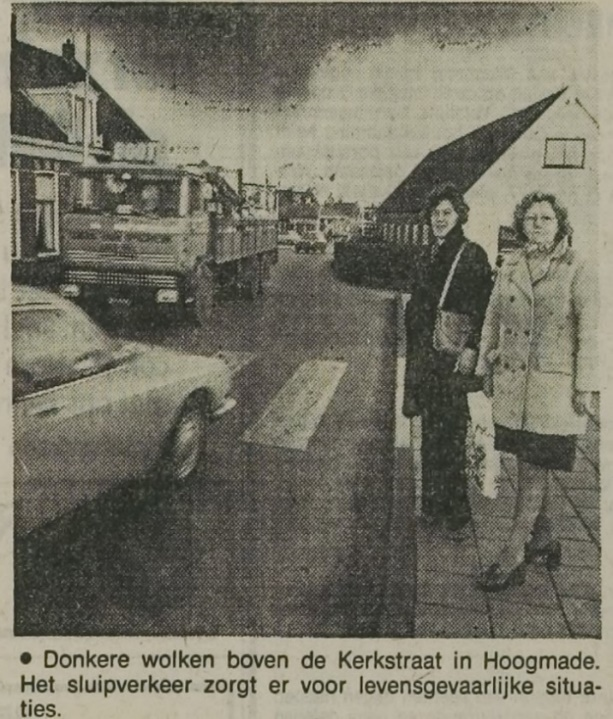 ● Donkere wolken boven de Kerkstraat in Hoogmade.
Het sluipverkeer zorgt er voor levensgevaarlijke situa-
ties.